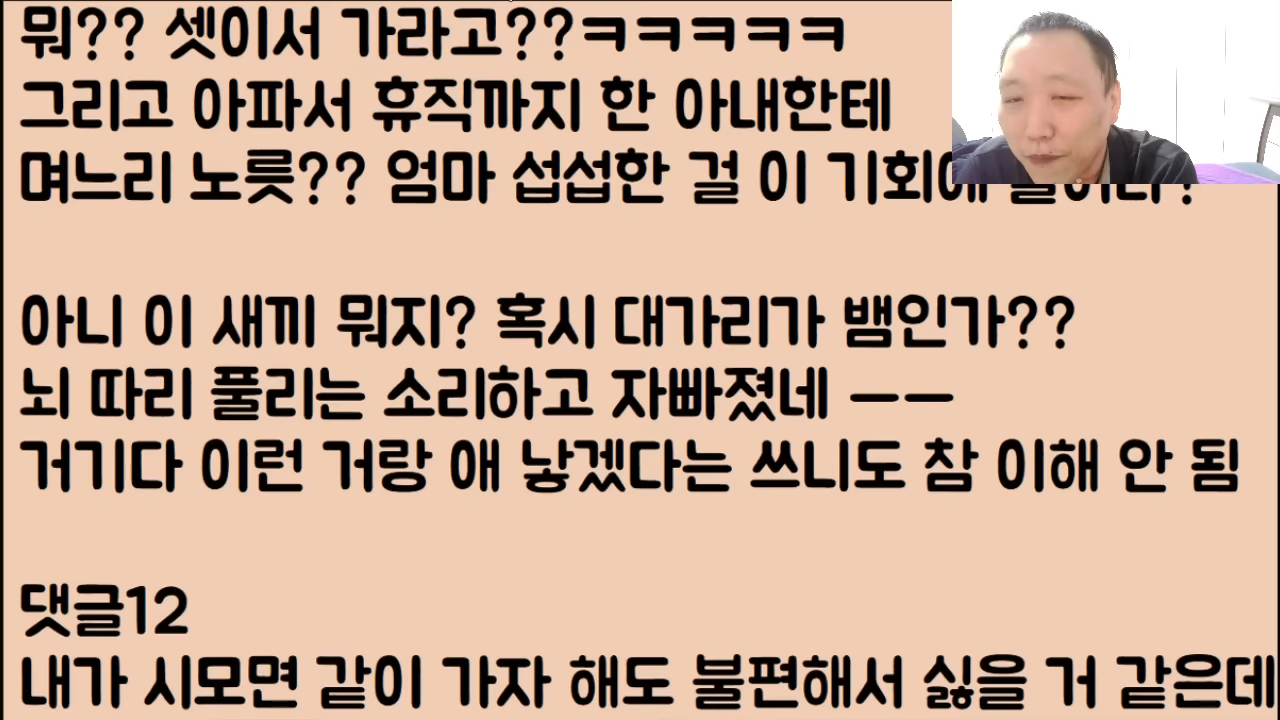 뭐?? 셋이서 가라고??ㅋㅋㅋㅋㅋ
그리고 아파서 휴직까지 한 아내한테
며느리 노릇?? 엄마 섭섭한 걸 이 기회에
아니 이 새끼 뭐지? 혹시 대가리가 뱀인가??
뇌 따리 풀리는 소리하고 자빠졌네 ㅡㅡ
거기다 이런 거랑 애 낳겠다는 쓰니도 참 이해 안 됨
댓글12
내가 시모면 같이 가자 해도 불편해서 싫을 거 같은데